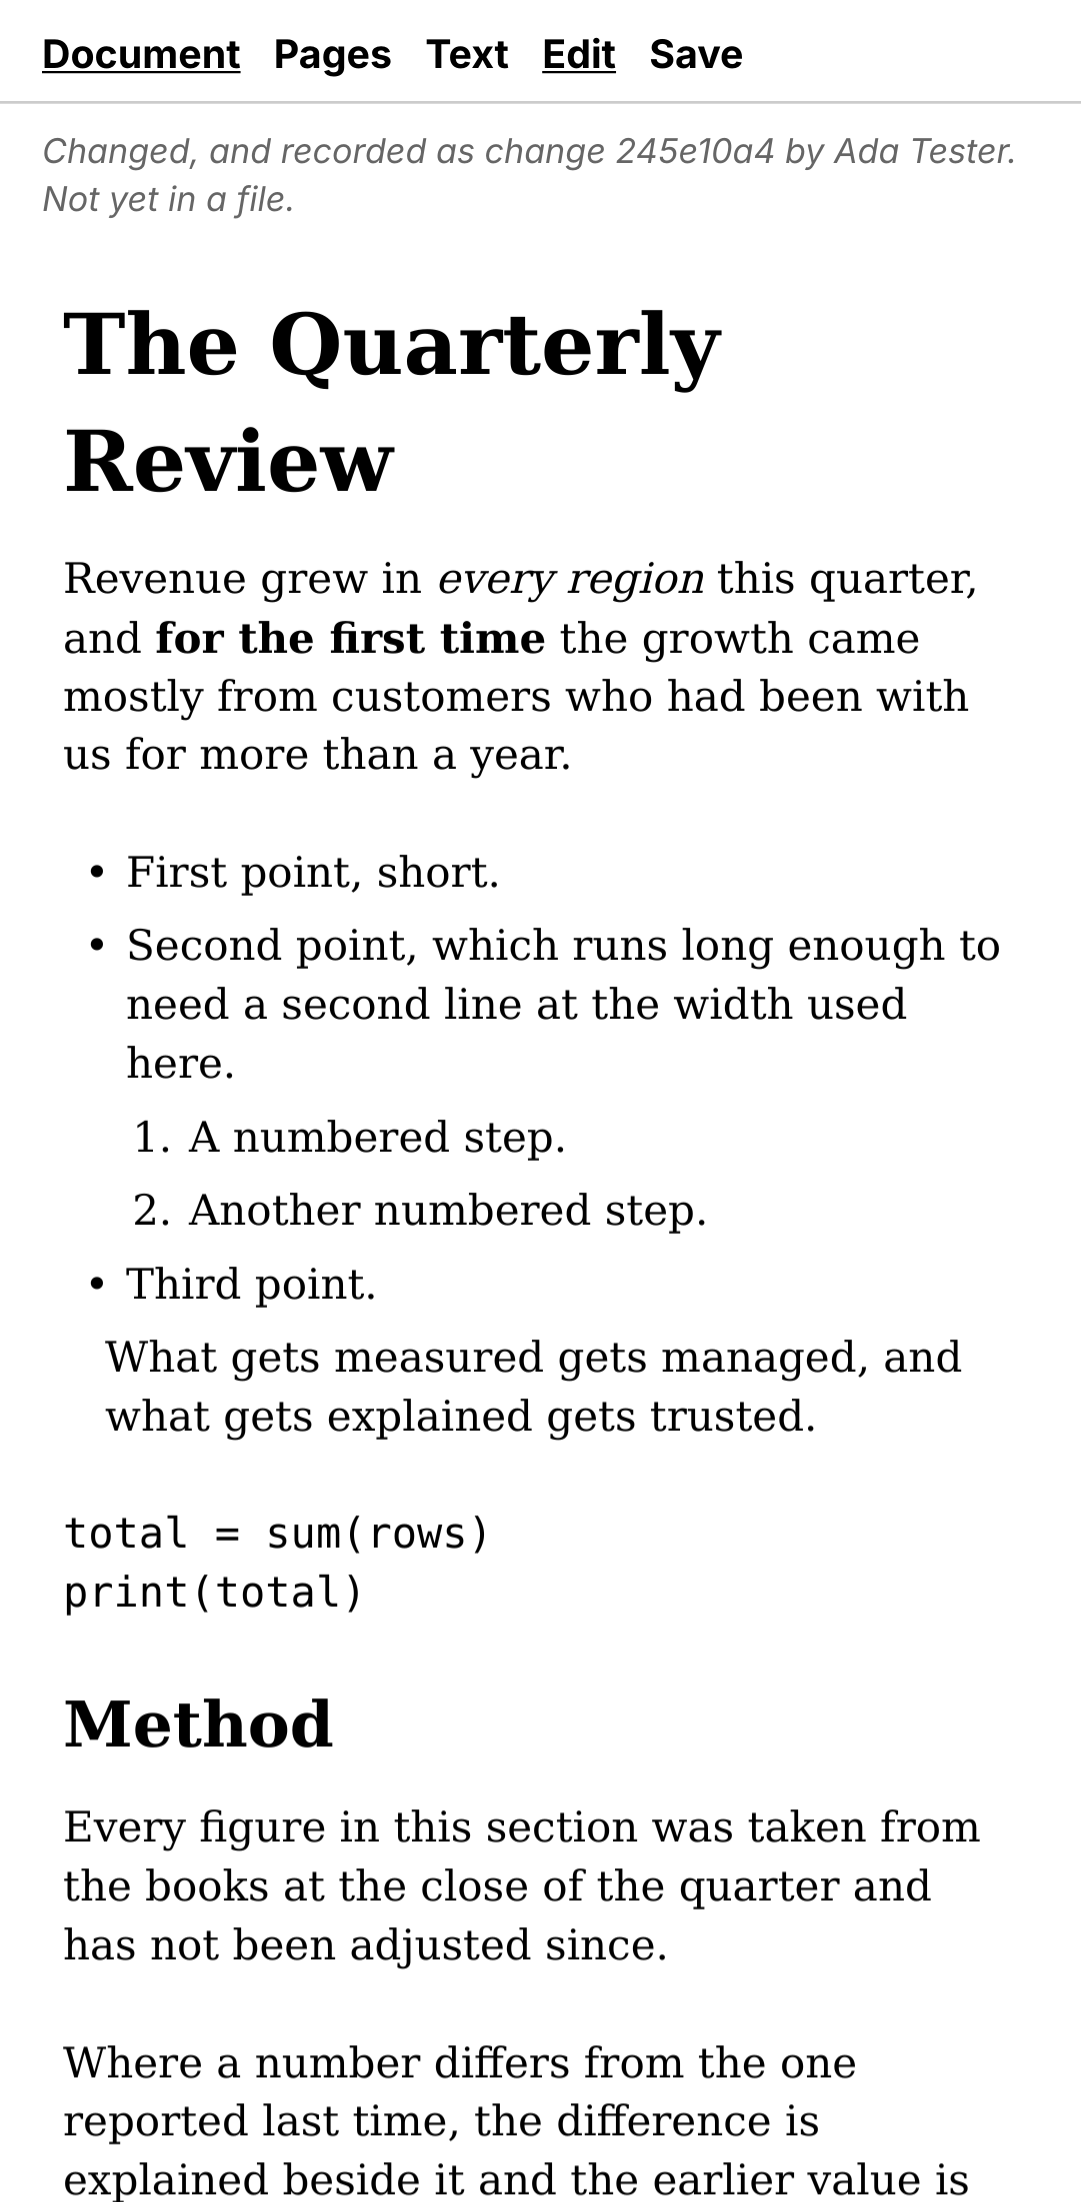 Document Pages Text Edit Save
Changed, and recorded as change 245e10a4 by Ada Tester.
Not yet in a file.
The Quarterly
Review
Revenue grew in every region this quarter,
and for the first time the growth came
mostly from customers who had been with
us for more than a year.
• First point, short.
• Second point, which runs long enough to
need a second line at the width used
here.
1. A numbered step.
2. Another numbered step.
• Third point.
What gets measured gets managed, and
what gets explained gets trusted.
total = sum(rows)
print(total)
Method
Every figure in this section was taken from
the books at the close of the quarter and
has not been adjusted since.
Where a number differs from the one
reported last time, the difference is
explained beside it and the earlier value is